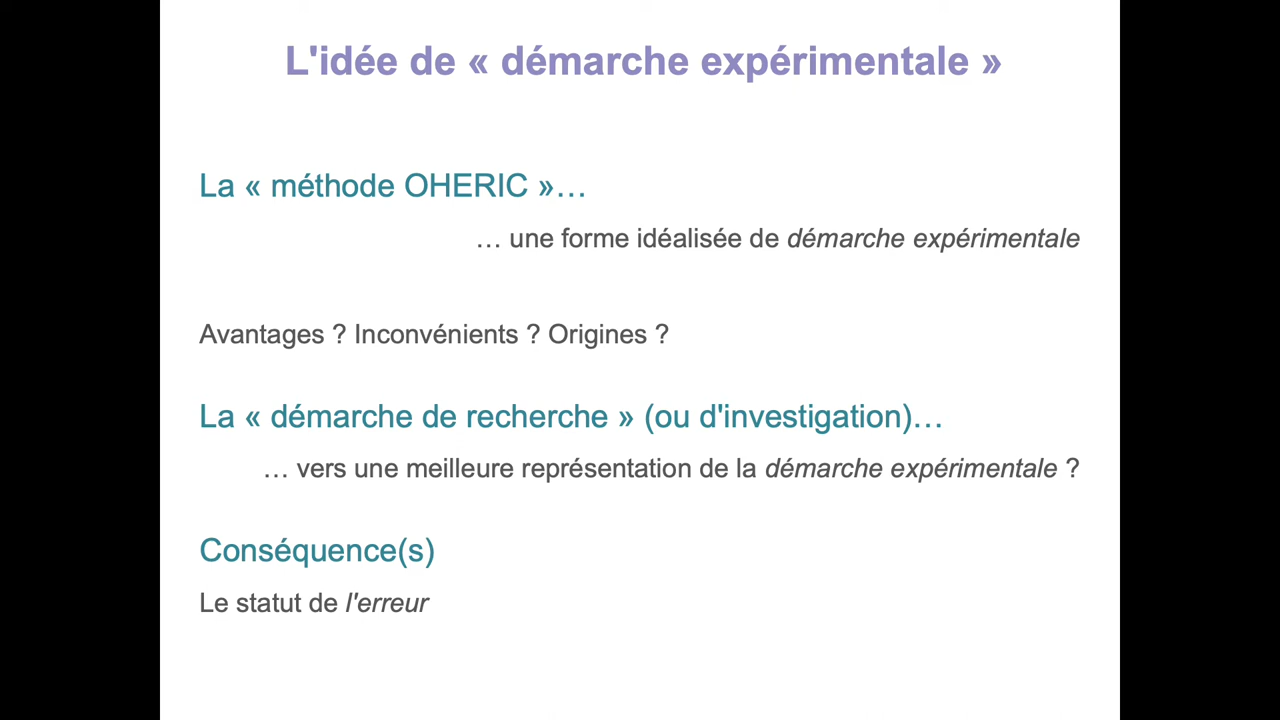 L'idée de « démarche expérimentale »
La « méthode OHERIC »…
… une forme idéalisée de démarche expérimentale
Avantages ? Inconvénients ? Origines ?
La « démarche de recherche » (ou d'investigation)…
… vers une meilleure représentation de la démarche expérimentale ?
Conséquence(s)
Le statut de l'erreur